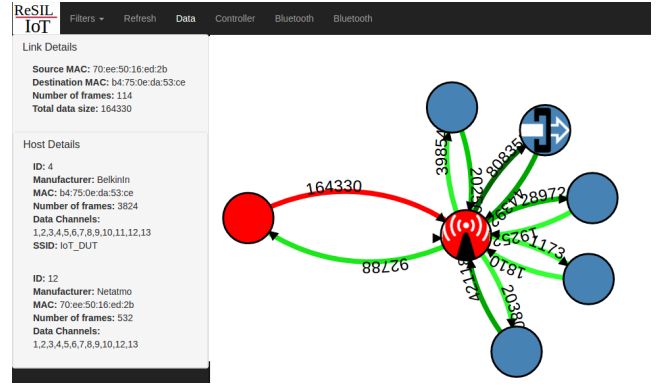 ReSIL
IoT
Filters
Refresh
Data
Controller
Bluetooth
Bluetooth
Link Details
Source MAC: 70:ee:50:16:ed:2b
Destination MAC: b4:75:0e:da:53:ce
Number of frames: 114
Total data size: 164330
Host Details
ID: 4
Manufacturer: BelkinIn
MAC: b4:75:0e:da:53:ce
Number of frames: 3824
Data Channels:
1,2,3,4,5,6,7,8,9,10,11,12,13
SSID: IoT_DUT
ID: 12
Manufacturer: Netatmo
MAC: 70:ee:50:16:ed:2b
Number of frames: 532
Data Channels:
1,2,3,4,5,6,7,8,9,10,12,13
164330
92788
80835
28972
1173
1810
20380